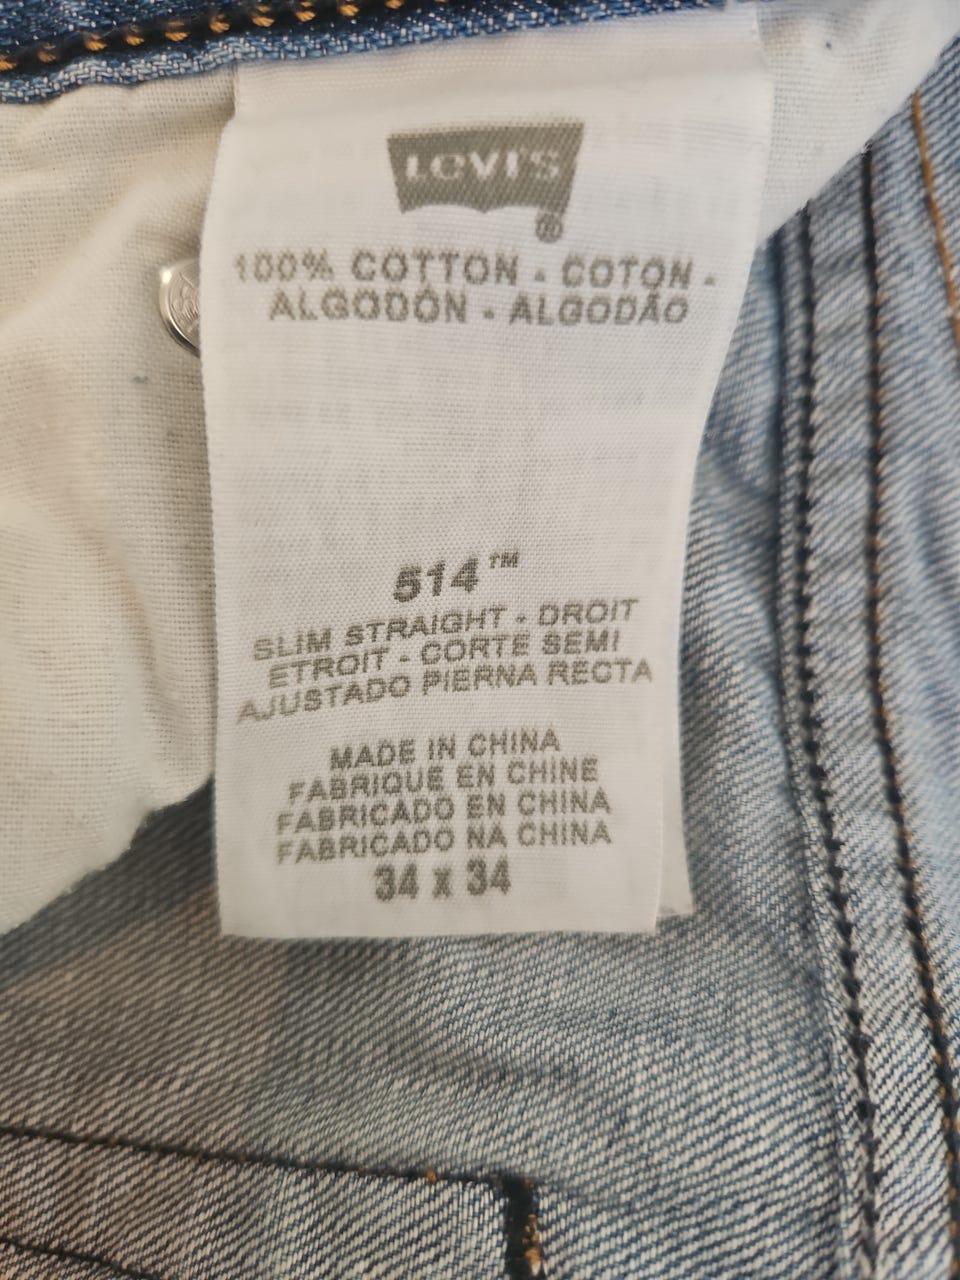 LEVI'S
®
100% COTTON - COTON -
ALGODÓN - ALGODÃO
514™
SLIM STRAIGHT - DROIT
ETROIT - CORTE SEMI
AJUSTADO PIERNA RECTA
MADE IN CHINA
FABRIQUE EN CHINE
FABRICADO EN CHINA
FABRICADO NA CHINA
34 x 34